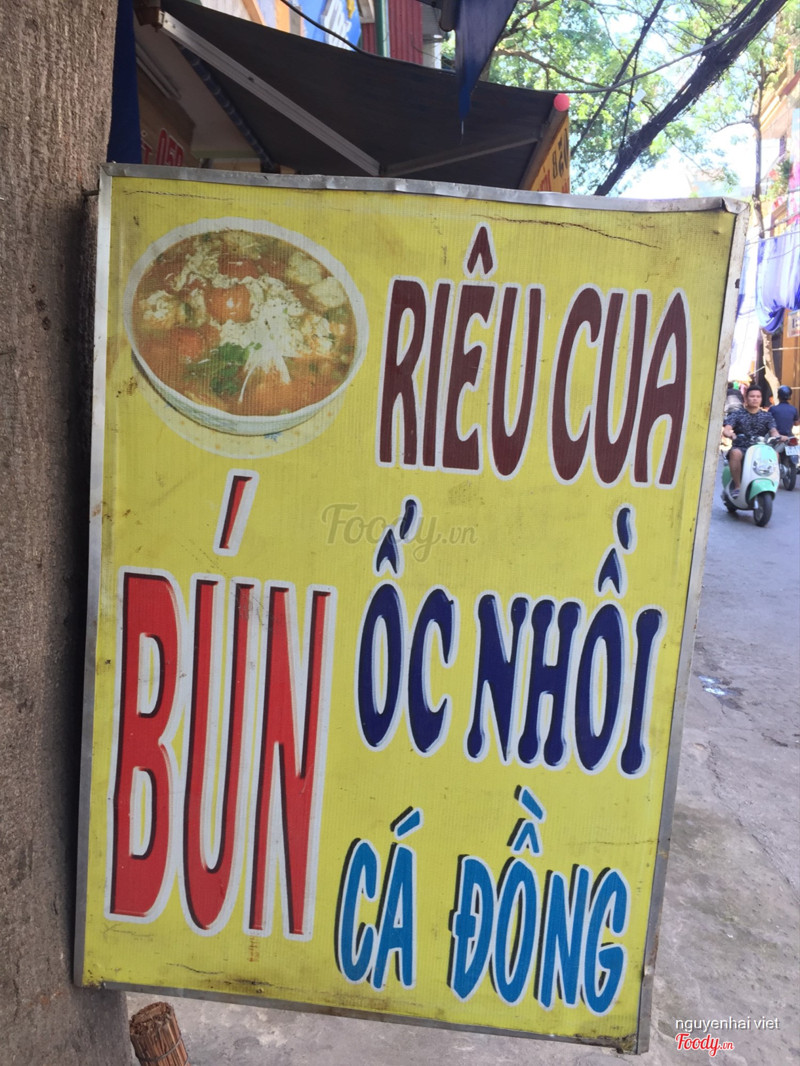 RIÊU CUA
BÚN
ỐC NHỒI
CÁ ĐỒNG
Foody.vn
nguyenhai viet
Foody.vn